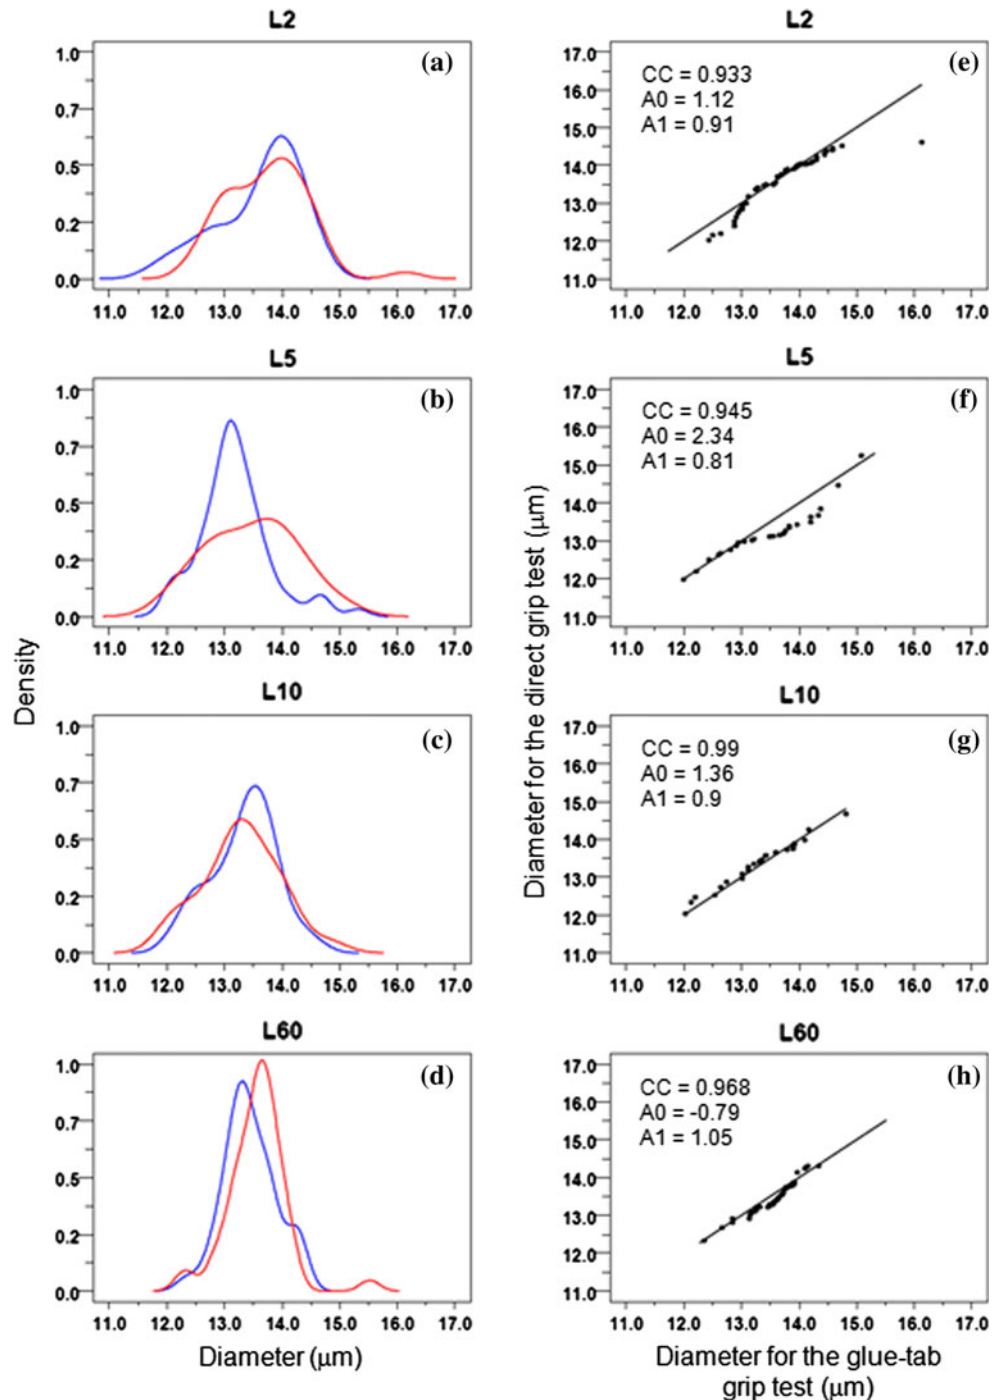 L2
(a)
1.0
0.7
0.5
0.2
0.0
11.0 12.0 13.0 14.0 15.0 16.0 17.0
L2
(e)
CC = 0.933
A0 = 1.12
A1 = 0.91
17.0
16.0
15.0
14.0
13.0
12.0
11.0
11.0 12.0 13.0 14.0 15.0 16.0 17.0
L5
(b)
1.0
0.7
0.5
0.2
0.0
11.0 12.0 13.0 14.0 15.0 16.0 17.0
L5
(f)
CC = 0.945
A0 = 2.34
A1 = 0.81
17.0
16.0
15.0
14.0
13.0
12.0
11.0
11.0 12.0 13.0 14.0 15.0 16.0 17.0
Density
Diameter for the direct grip test (µm)
L10
(c)
1.0
0.7
0.5
0.2
0.0
11.0 12.0 13.0 14.0 15.0 16.0 17.0
L10
(g)
CC = 0.99
A0 = 1.36
A1 = 0.9
17.0
16.0
15.0
14.0
13.0
12.0
11.0
11.0 12.0 13.0 14.0 15.0 16.0 17.0
L60
(d)
1.0
0.7
0.5
0.2
0.0
11.0 12.0 13.0 14.0 15.0 16.0 17.0
Diameter (µm)
L60
(h)
CC = 0.968
A0 = -0.79
A1 = 1.05
17.0
16.0
15.0
14.0
13.0
12.0
11.0
11.0 12.0 13.0 14.0 15.0 16.0 17.0
Diameter for the glue-tab
grip test (µm)